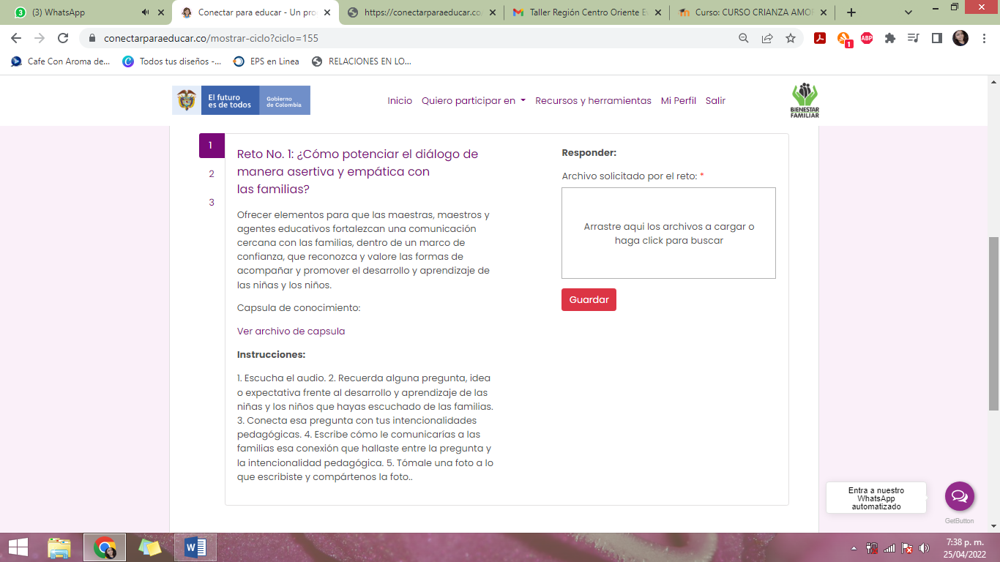 (3) WhatsApp
Conectar para educar - Un pro
https://conectarparaeducar.co
Taller Región Centro Oriente E
Curso: CURSO CRIANZA AMOR
conectarparaeducar.co/mostrar-ciclo?ciclo=155
1
ABP
Cafe Con Aroma de...
Todos tus diseños -...
EPS en Linea
RELACIONES EN LO...
El futuro
es de todos
Gobierno
de Colombia
Inicio
Quiero participar en
Recursos y herramientas
Mi Perfil
Salir
BIENESTAR
FAMILIAR
1
2
3
Reto No. 1: ¿Cómo potenciar el diálogo de
manera asertiva y empática con
las familias?
Ofrecer elementos para que las maestras, maestros y
agentes educativos fortalezcan una comunicación
cercana con las familias, dentro de un marco de
confianza, que reconozca y valore las formas de
acompañar y promover el desarrollo y aprendizaje de
las niñas y los niños.
Capsula de conocimiento:
Ver archivo de capsula
Instrucciones:
1. Escucha el audio. 2. Recuerda alguna pregunta, idea
o expectativa frente al desarrollo y aprendizaje de las
niñas y los niños que hayas escuchado de las familias.
3. Conecta esa pregunta con tus intencionalidades
pedagógicas. 4. Escribe cómo le comunicarías a las
familias esa conexión que hallaste entre la pregunta y
la intencionalidad pedagógica. 5. Tómale una foto a lo
que escribiste y compártenos la foto..
Responder:
Archivo solicitado por el reto: *
Arrastre aqui los archivos a cargar o
haga click para buscar
Guardar
Entra a nuestro
WhatsApp
automatizado
GetButton
7:38 p. m.
25/04/2022